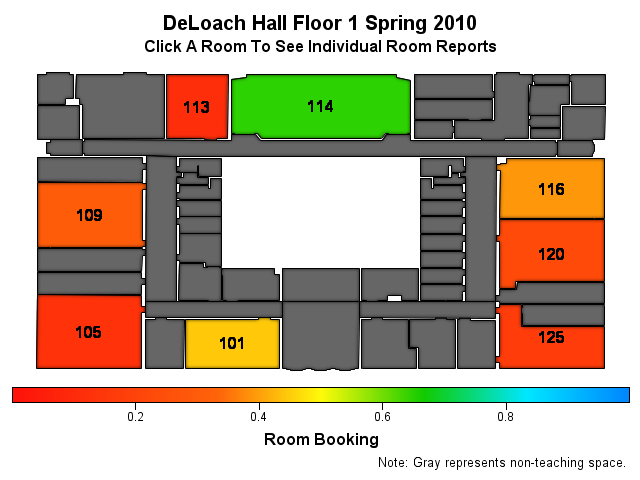 DeLoach Hall Floor 1 Spring 2010
Click A Room To See Individual Room Reports
113
114
116
109
120
105
101
125
0.2 0.4 0.6 0.8
Room Booking
Note: Gray represents non-teaching space.